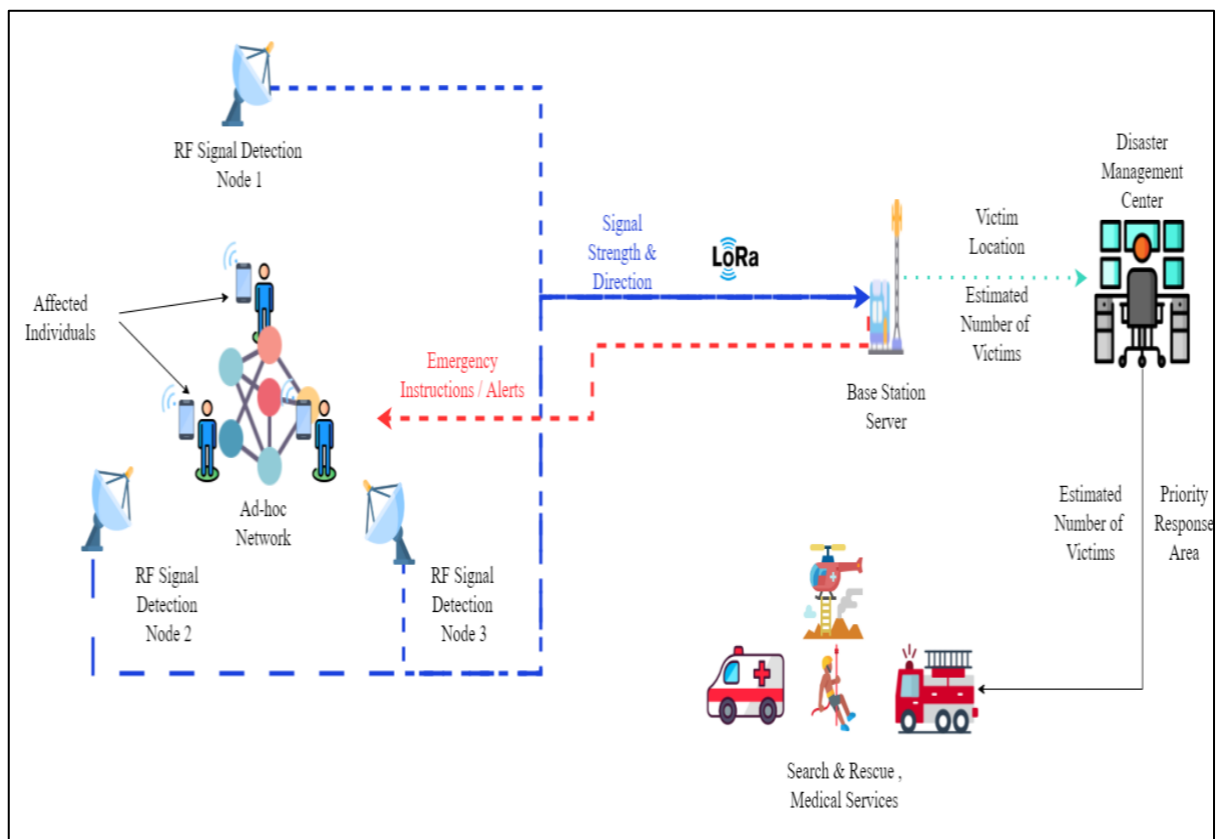 RF Signal Detection
Node 1
Affected
Individuals
Ad-hoc
Network
RF Signal
Detection
Node 2
RF Signal
Detection
Node 3
Signal
Strength &
Direction
LoRa
Emergency
Instructions / Alerts
Base Station
Server
Victim
Location
Estimated
Number of
Victims
Disaster
Management
Center
Estimated
Number of
Victims
Priority
Response
Area
Search & Rescue ,
Medical Services